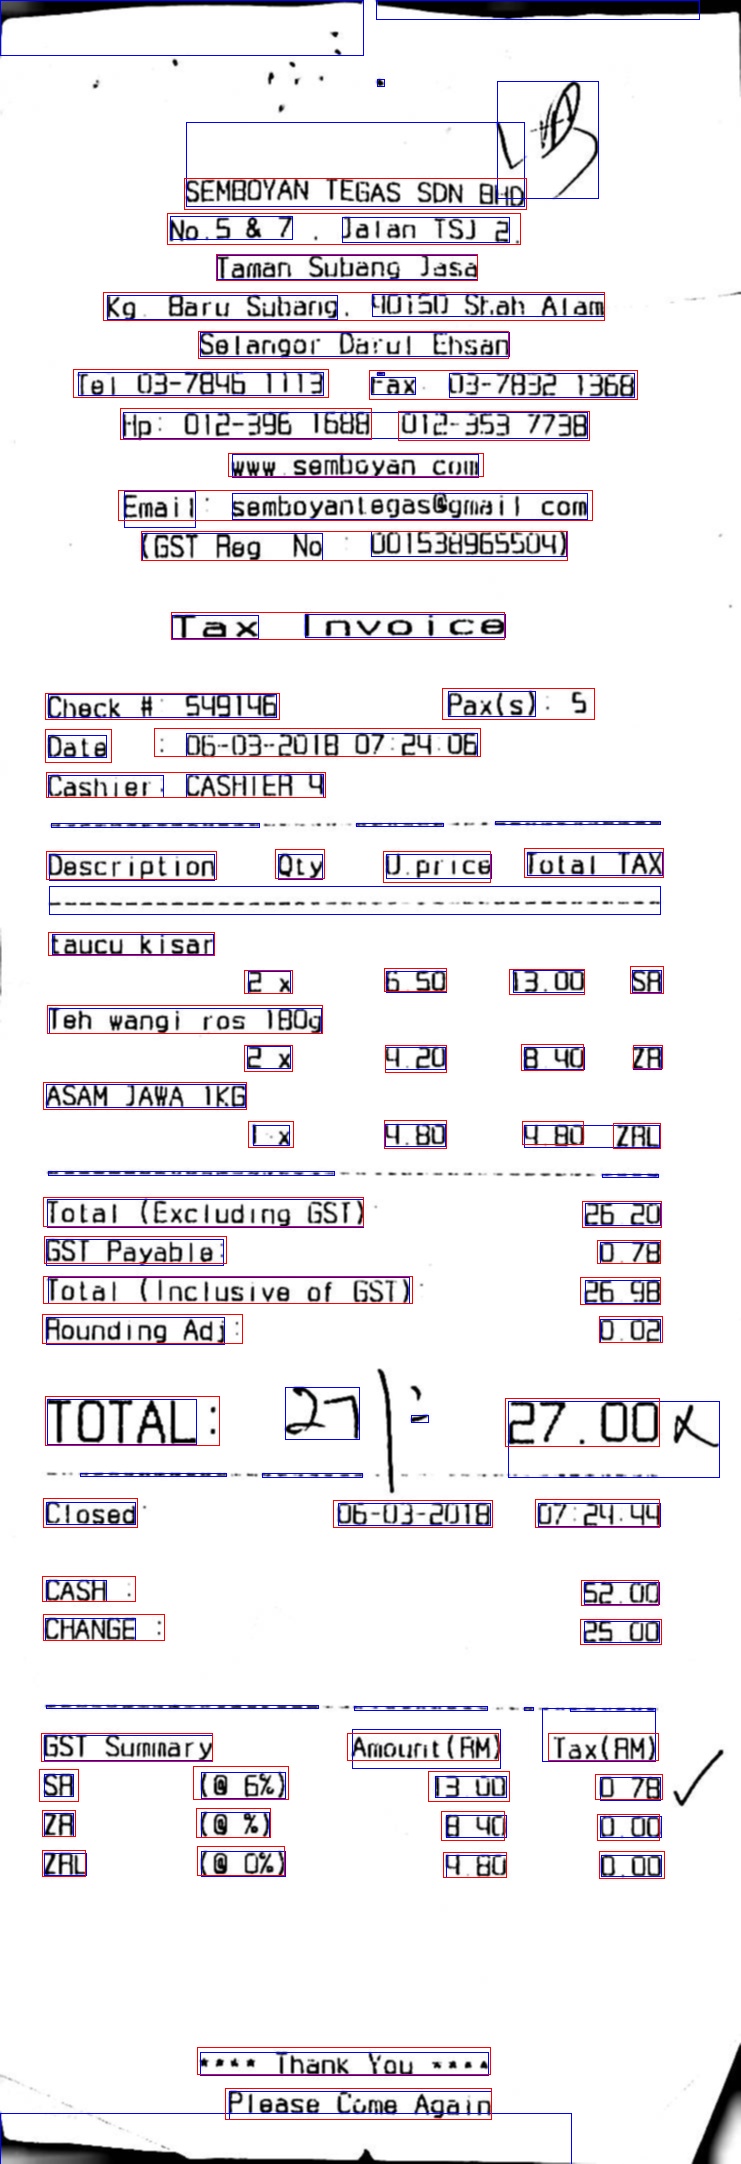 SEMBOYAN TEGAS SDN BHD
No.5 & 7 , Jalan TSJ 2,
Taman Subang Jasa
Kg. Baru Subang, 40150 Shah Alam
Selangor Darul Ehsan
Tel 03-7846 1113 Fax 03-7832 1368
Hp: 012-396 1688 012-353 7738
www.semboyan.com
Email: semboyantegas@gmail.com
(GST Reg No : 001538965504)
Tax Invoice
Check #: 549146 Pax(s): 5
Date : 06-03-2018 07:24:06
Cashier: CASHIER 4
Description Qty U.price Total TAX
taucu kisar
2 x 6.50 13.00 SR
Teh wangi ros 180g
2 x 4.20 8.40 ZR
ASAM JAWA 1KG
1 x 4.80 4.80 ZRL
Total (Excluding GST): 26.20
GST Payable: 0.78
Total (Inclusive of GST): 26.98
Rounding Adj: 0.02
TOTAL: 27/= 27.00
Closed: 06-03-2018 07:24:44
CASH : 52.00
CHANGE : 25.00
GST Summary Amount(RM) Tax(RM)
SR (@ 6%) 13.00 0.78
ZR (@ %) 8.40 0.00
ZRL (@ 0%) 4.80 0.00
**** Thank You ****
Please Come Again